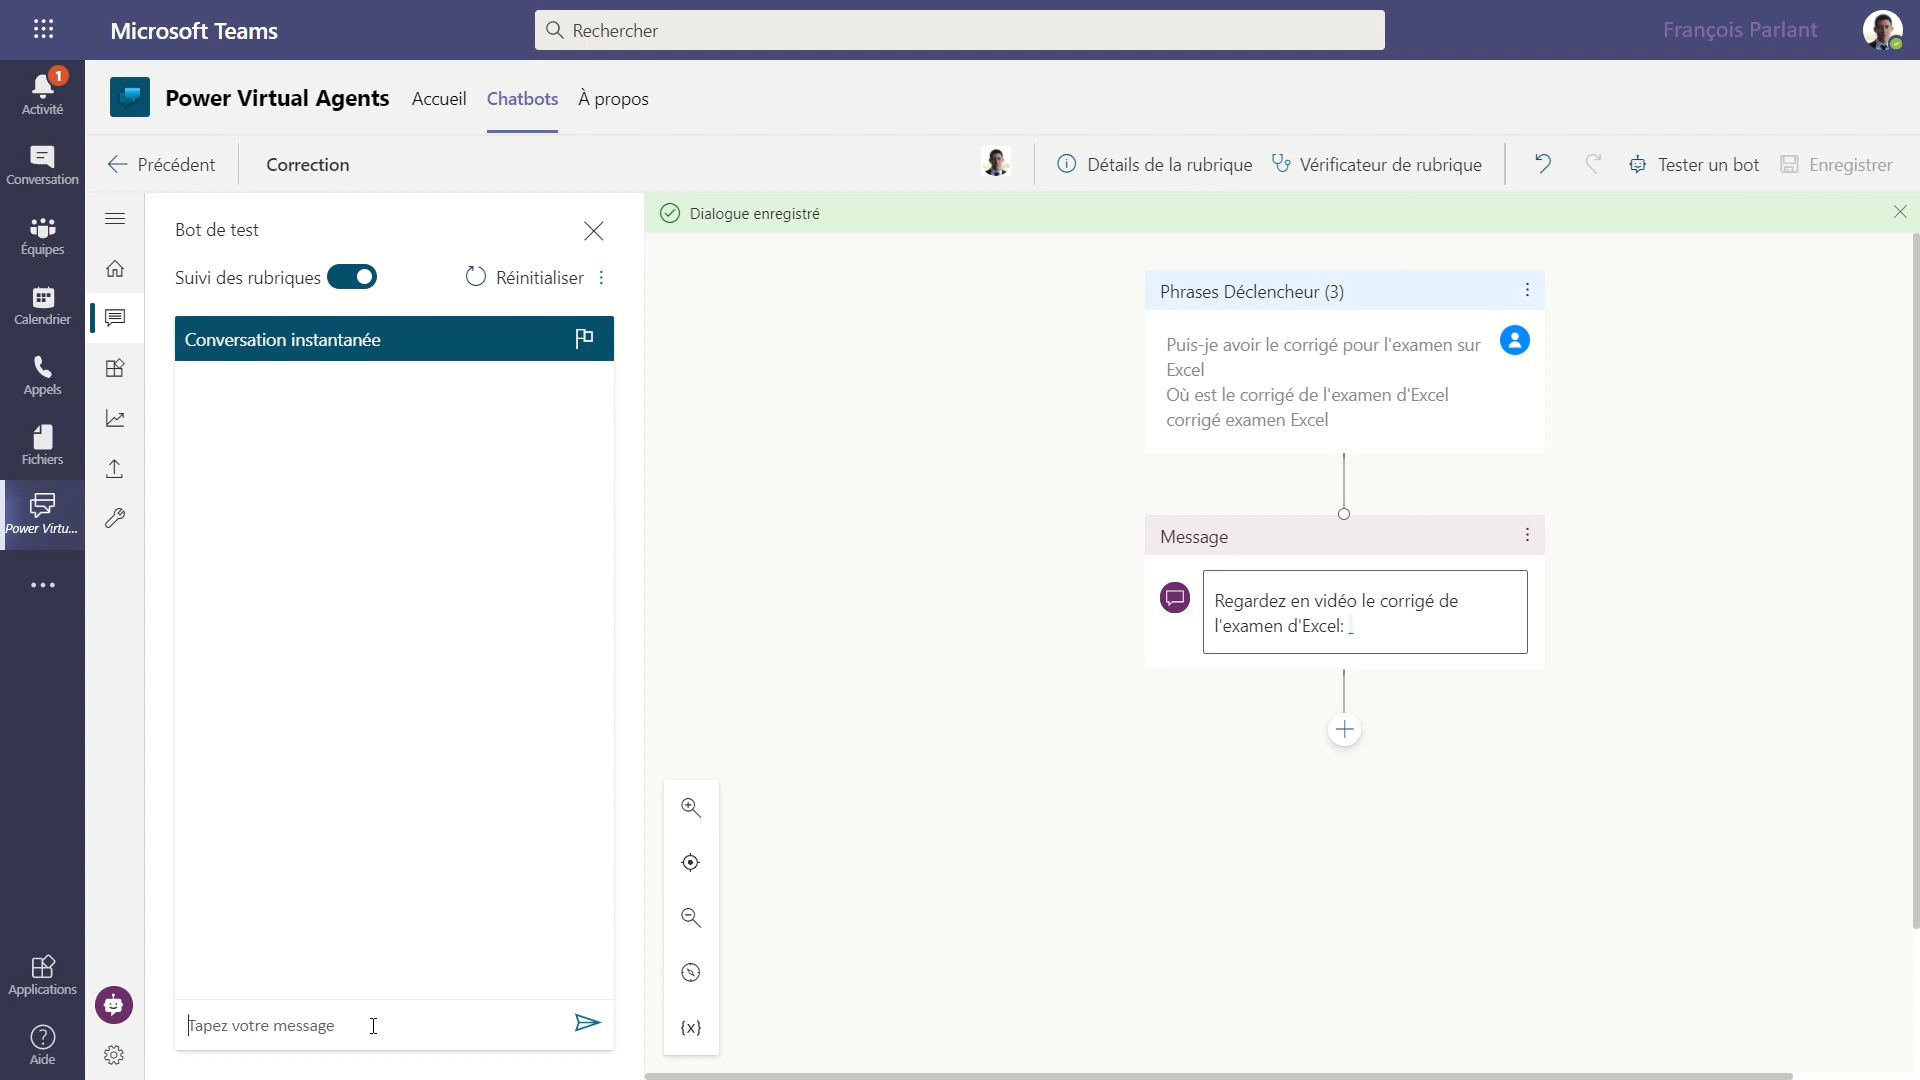 Microsoft Teams
Rechercher
François Parlant
1
Activité
Conversation
Équipes
Calendrier
Appels
Fichiers
Power Virtu...
Applications
Aide
Power Virtual Agents
Accueil
Chatbots
À propos
Précédent
Correction
Détails de la rubrique
Vérificateur de rubrique
Tester un bot
Enregistrer
Bot de test
Suivi des rubriques
Réinitialiser
Conversation instantanée
Tapez votre message
Dialogue enregistré
Phrases Déclencheur (3)
Puis-je avoir le corrigé pour l'examen sur
Excel
Où est le corrigé de l'examen d'Excel
corrigé examen Excel
Message
Regardez en vidéo le corrigé de
l'examen d'Excel: _
{x}